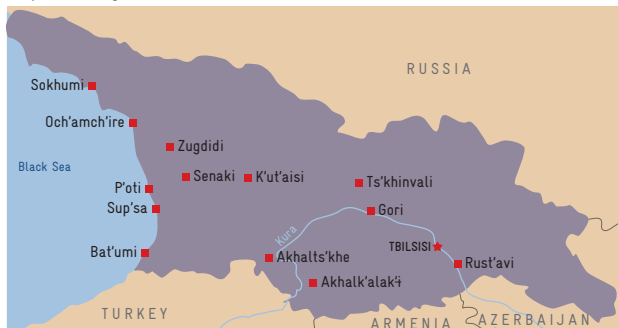 RUSSIA
Sokhumi
Och'amch'ire
Zugdidi
Black Sea
Senaki
K'ut'aisi
Ts'khinvali
P'oti
Sup'sa
Gori
Kura
TBILSISI
Bat'umi
Akhalts'khe
Rust'avi
Akhalk'alak'i
TURKEY
ARMENIA
AZERBAIJAN